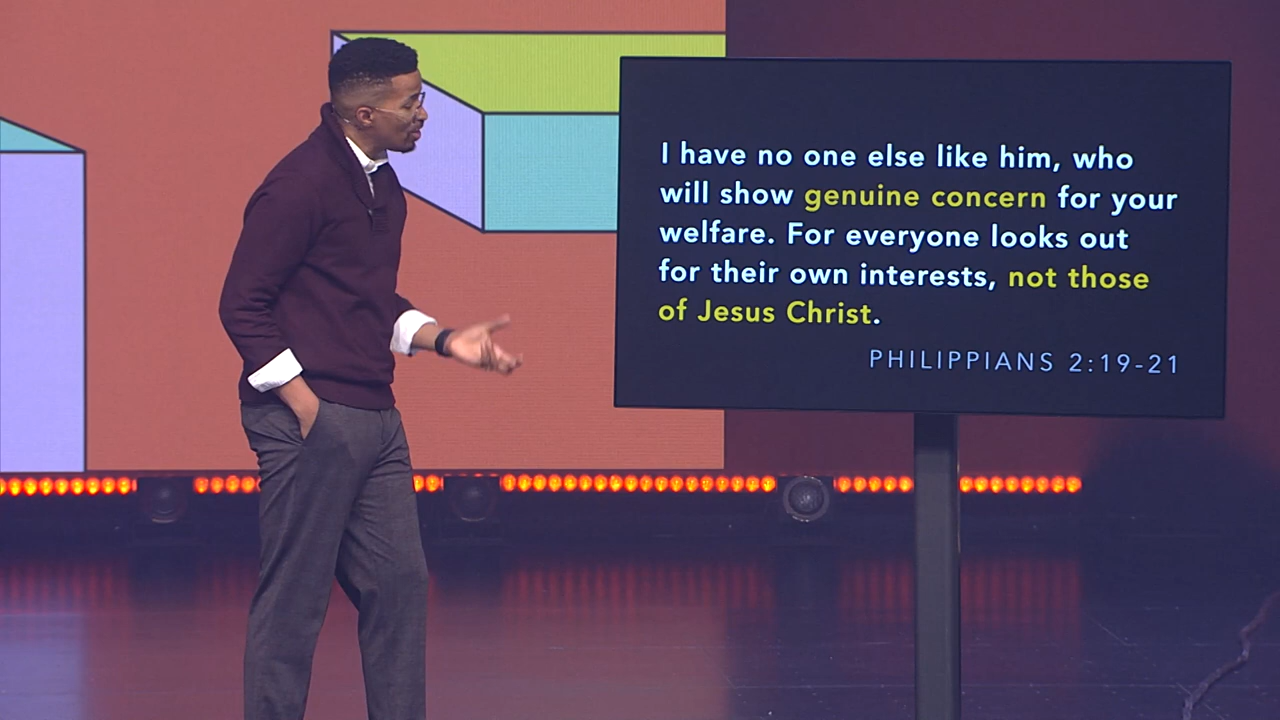 I have no one else like him, who
will show genuine concern for your
welfare. For everyone looks out
for their own interests, not those
of Jesus Christ.
PHILIPPIANS 2:19-21